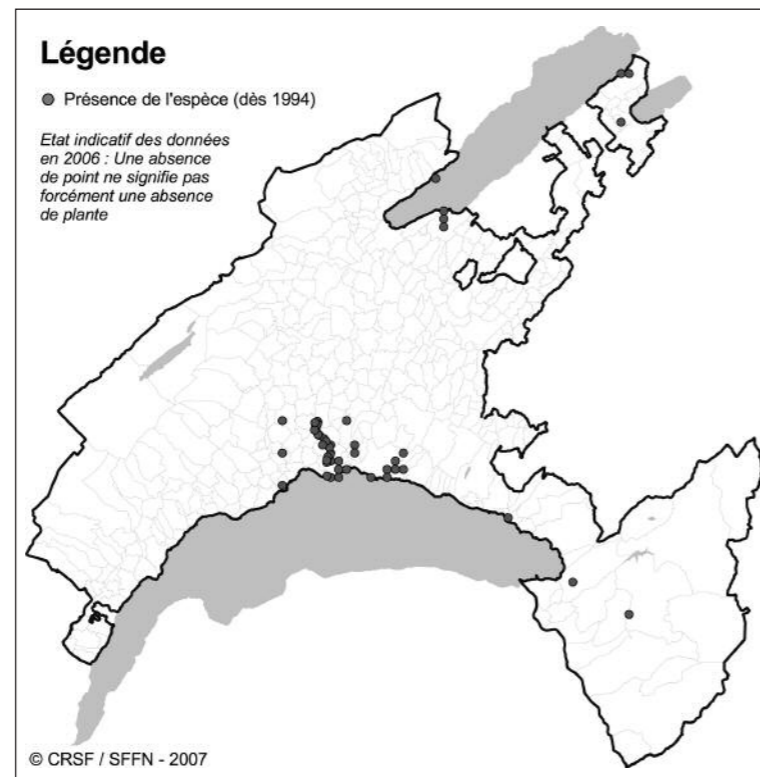 Légende
Présence de l'espèce (dès 1994)
Etat indicatif des données
en 2006 : Une absence
de point ne signifie pas
forcément une absence
de plante
© CRSF / SFFN - 2007